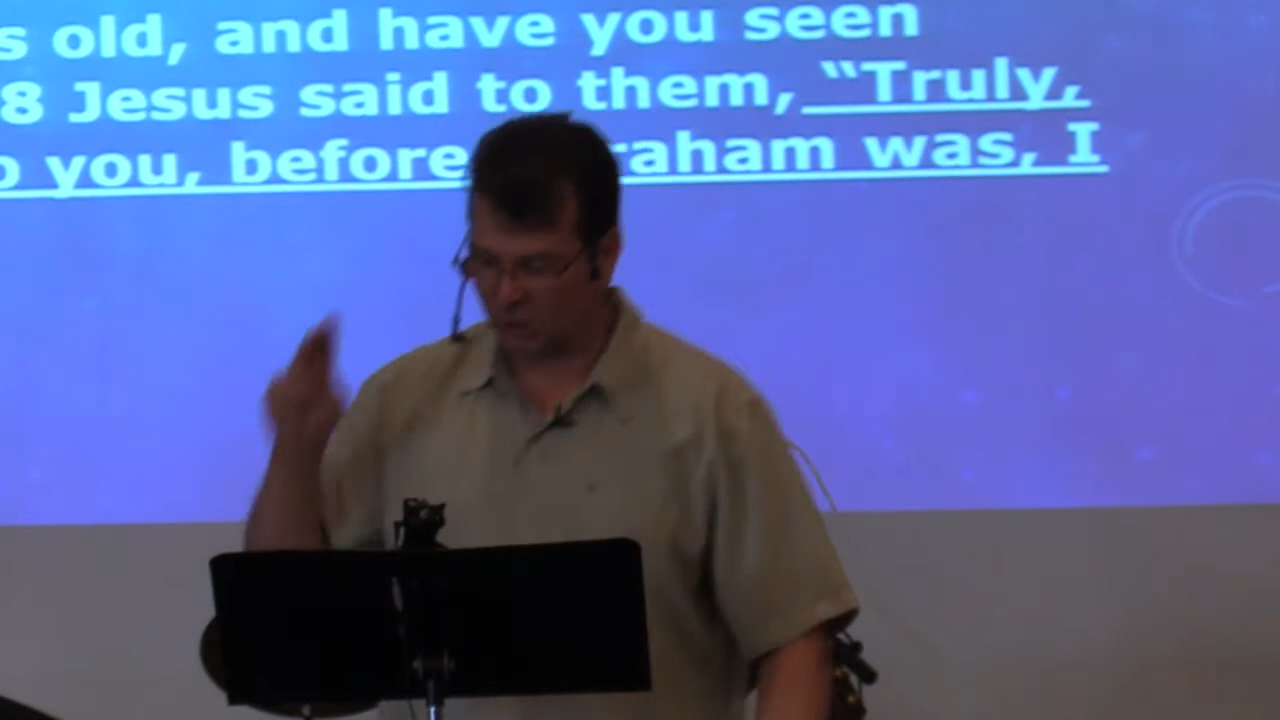 s old, and have you seen
8 Jesus said to them, “Truly,
o you, before raham was, I